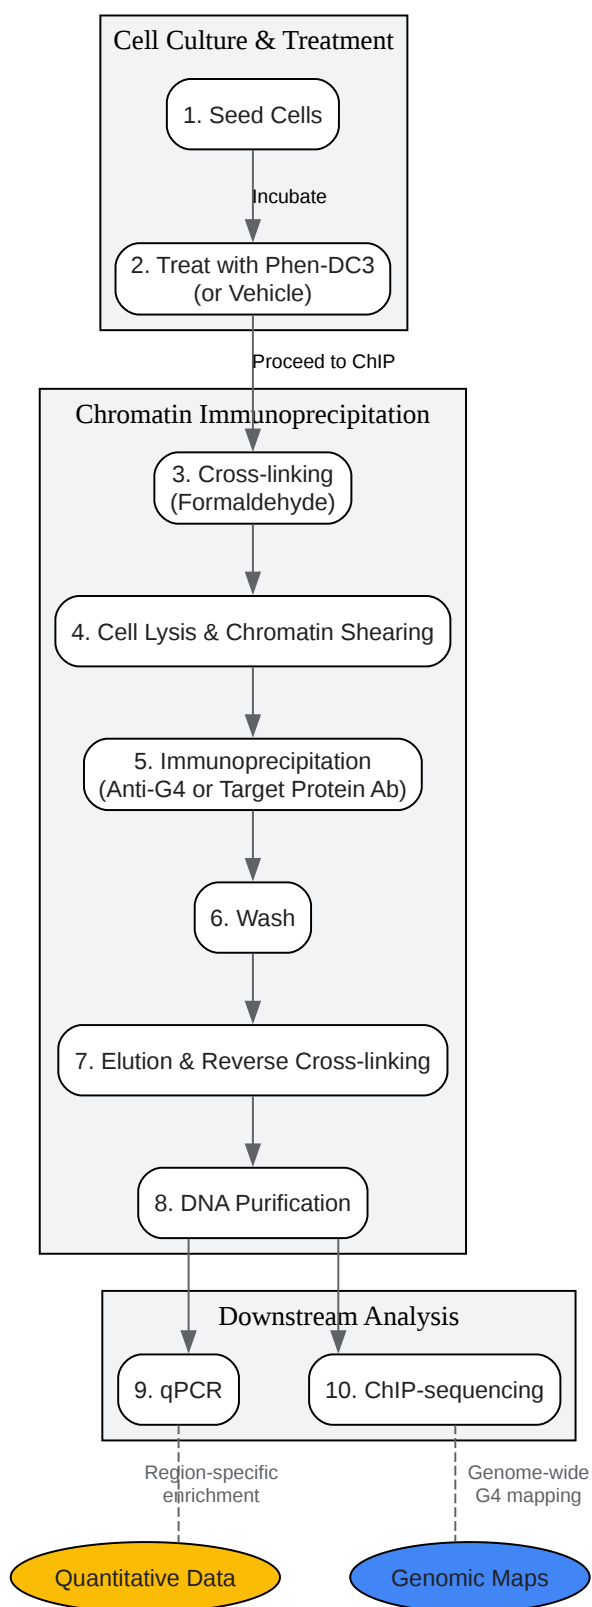 Cell Culture & Treatment
1. Seed Cells
Incubate
2. Treat with Phen-DC3
(or Vehicle)
Proceed to ChIP
Chromatin Immunoprecipitation
3. Cross-linking
(Formaldehyde)
4. Cell Lysis & Chromatin Shearing
5. Immunoprecipitation
(Anti-G4 or Target Protein Ab)
6. Wash
7. Elution & Reverse Cross-linking
8. DNA Purification
Downstream Analysis
9. qPCR
10. ChIP-sequencing
Region-specific
enrichment
Genome-wide
G4 mapping
Quantitative Data
Genomic Maps